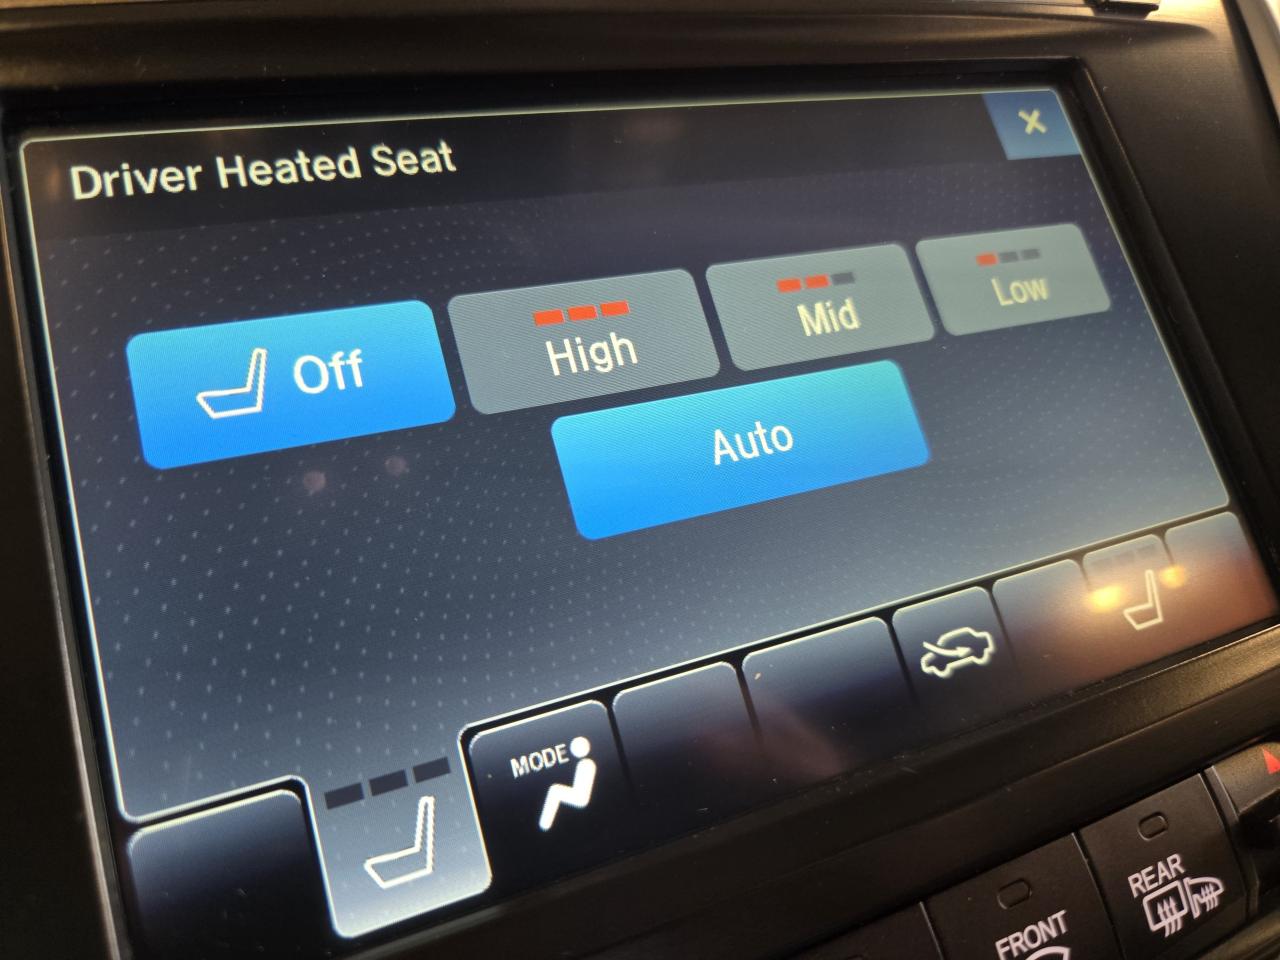 Driver Heated Seat
×
Off
High
Mid
Low
Auto
MODE
FRONT
REAR